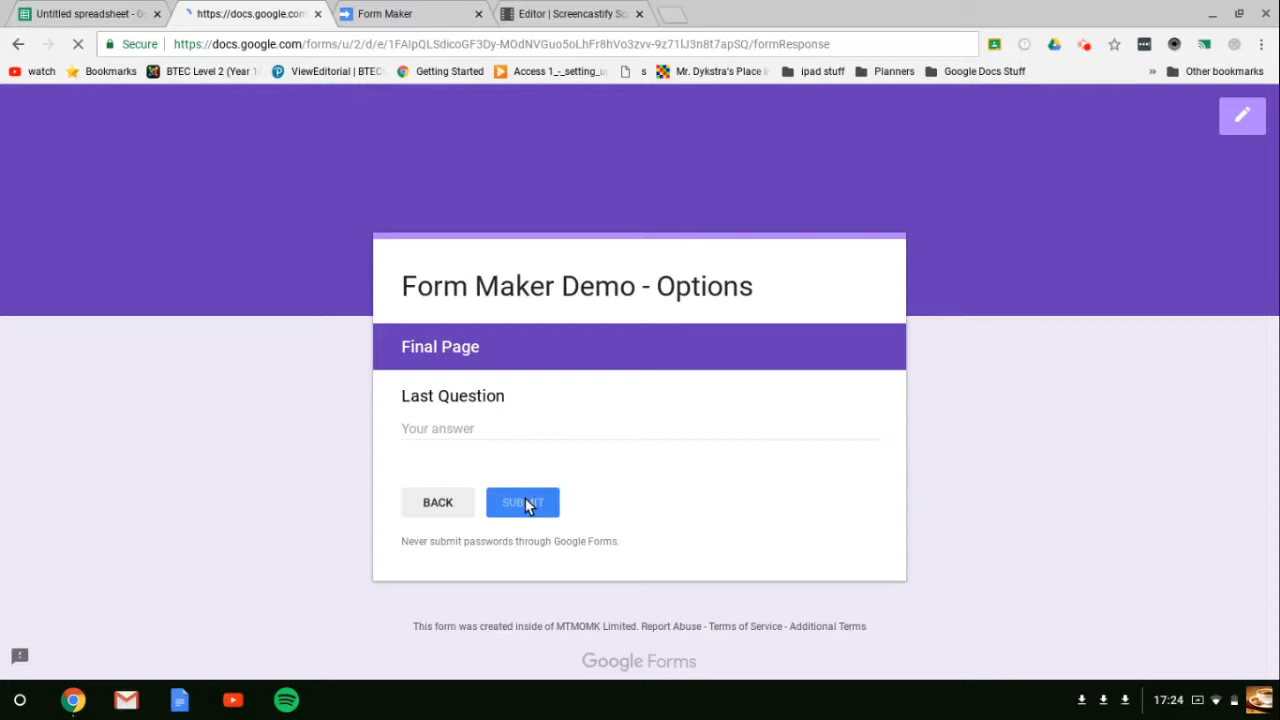 Untitled spreadsheet - G
https://docs.google.com
Form Maker
Editor | Screencastify Sc
Secure
https://docs.google.com/forms/u/2/d/e/1FAIpQLSdicoGF3Dy-MOdNVGuo5oLhFr8hVo3zvv-9z71lJ3n8t7apSQ/formResponse
watch
Bookmarks
BTEC Level 2 (Year 1
ViewEditorial | BTEC
Getting Started
Access 1_-_setting_u
s
Mr. Dykstra's Place i
ipad stuff
Planners
Google Docs Stuff
»
Other bookmarks
Form Maker Demo - Options
Final Page
Last Question
Your answer
BACK
SUBMIT
Never submit passwords through Google Forms.
This form was created inside of MTMOMK Limited. Report Abuse - Terms of Service - Additional Terms
Google Forms
17:24